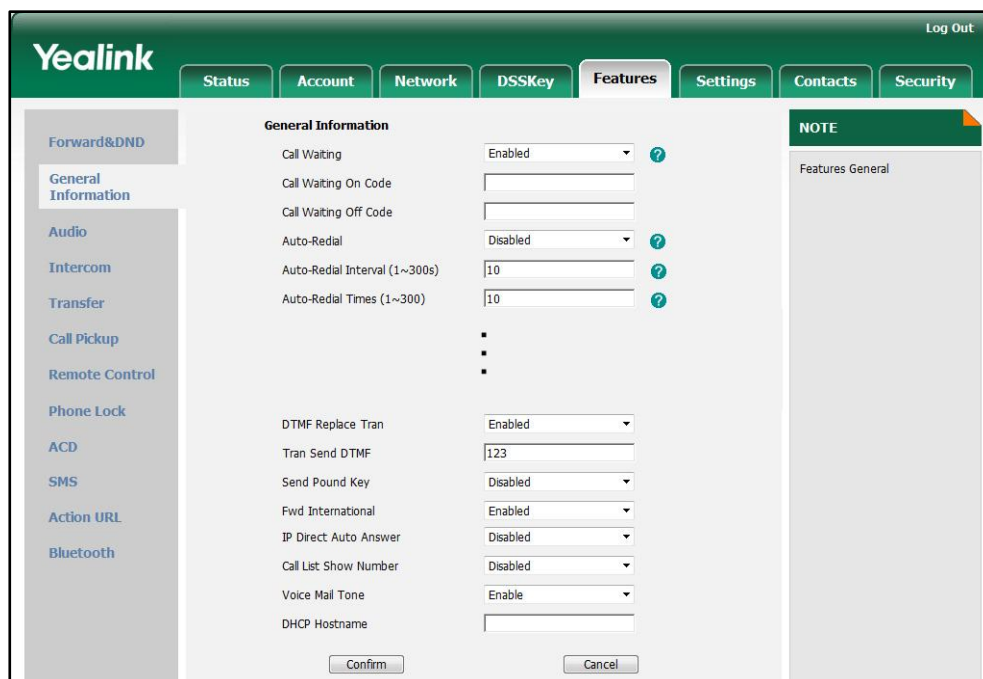 Log Out
Yealink
Status Account Network DSSKey Features Settings Contacts Security
Forward&DND
General
Information
Audio
Intercom
Transfer
Call Pickup
Remote Control
Phone Lock
ACD
SMS
Action URL
Bluetooth
General Information
Call Waiting Enabled ?
Call Waiting On Code
Call Waiting Off Code
Auto-Redial Disabled ?
Auto-Redial Interval (1~300s) 10 ?
Auto-Redial Times (1~300) 10 ?
DTMF Replace Tran Enabled
Tran Send DTMF 123
Send Pound Key Disabled
Fwd International Enabled
IP Direct Auto Answer Disabled
Call List Show Number Disabled
Voice Mail Tone Enable
DHCP Hostname
Confirm Cancel
NOTE
Features General